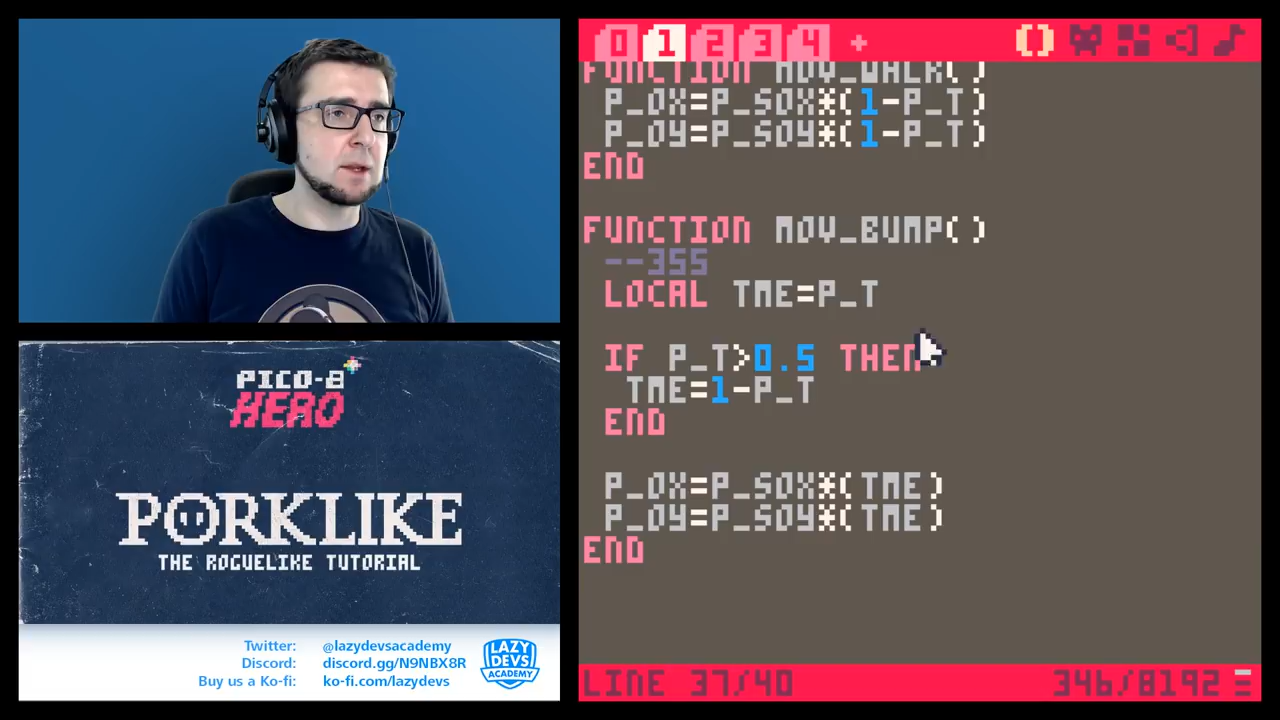 0 1 2 3 4 +
FUNCTION MOV_WALK()
P_OX=P_SOX*(1-P_T)
P_OY=P_SOY*(1-P_T)
END
FUNCTION MOV_BUMP()
--355
LOCAL TME=P_T
IF P_T>0.5 THEN
TME=1-P_T
END
P_OX=P_SOX*(TME)
P_OY=P_SOY*(TME)
END
LINE 37/40
346/8192
PICO-8
HERO
PORKLIKE
THE ROGUELIKE TUTORIAL
Twitter: @lazydevsacademy
Discord: discord.gg/N9NBX8R
Buy us a Ko-fi: ko-fi.com/lazydevs
LAZY
DEVS
ACADEMY